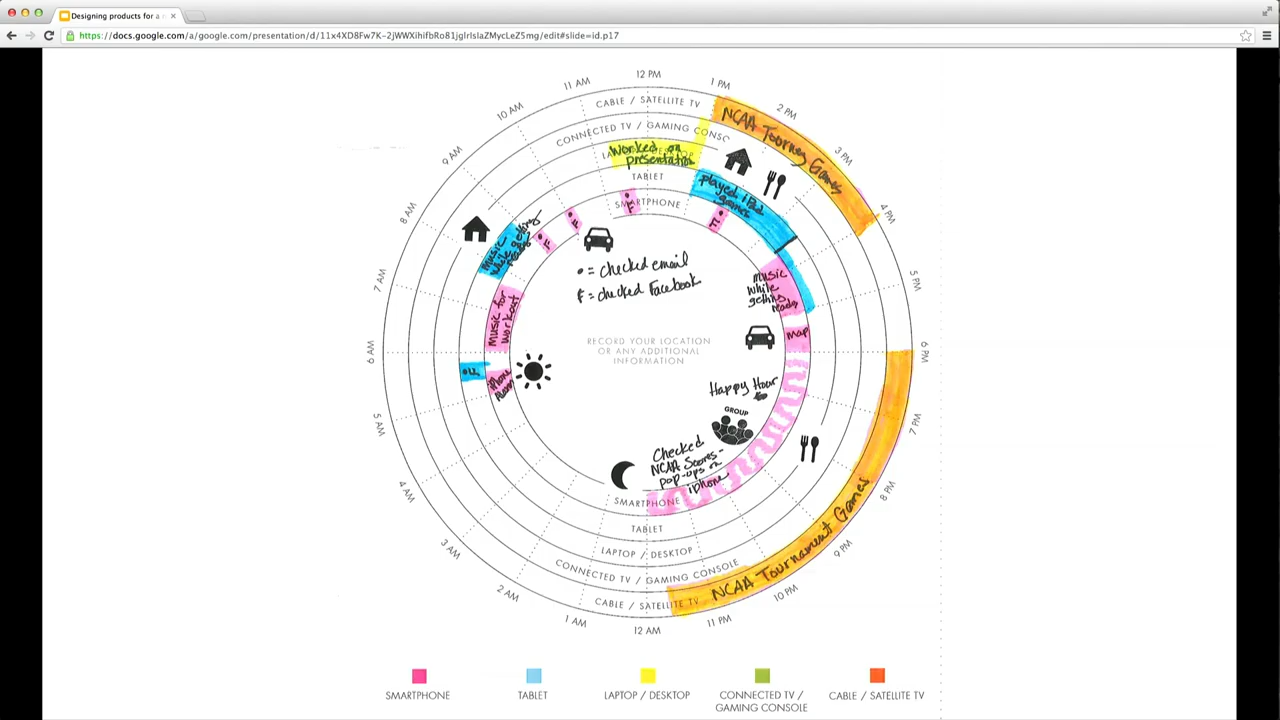 Designing products for a n
https://docs.google.com/a/google.com/presentation/d/11x4XD8Fw7K-2jWWXihifbRo81jglrIslaZMycLeZ5mg/edit#slide=id.p17
12 PM
11 AM
1 PM
10 AM
2 PM
9 AM
3 PM
8 AM
4 PM
7 AM
5 PM
6 AM
6 PM
5 AM
7 PM
4 AM
8 PM
3 AM
9 PM
2 AM
10 PM
1 AM
12 AM
11 PM
CABLE / SATELLITE TV
CONNECTED TV / GAMING CONSO
Worked on
presentation
TABLET
SMARTPHONE
NCAA Tourney Games
played iPad
games
F
F
F
F
music
while getting
ready
• = checked email
F = checked Facebook
music for
workout
music
while
getting
ready
map
RECORD YOUR LOCATION
OR ANY ADDITIONAL
INFORMATION
•F
Happy Hour
GROUP
Checked
NCAA Scores -
pop-ups on
iphone
SMARTPHONE
TABLET
LAPTOP / DESKTOP
CONNECTED TV / GAMING CONSOLE
CABLE / SATELLITE TV
NCAA Tournament Games
SMARTPHONE
TABLET
LAPTOP / DESKTOP
CONNECTED TV /
GAMING CONSOLE
CABLE / SATELLITE TV